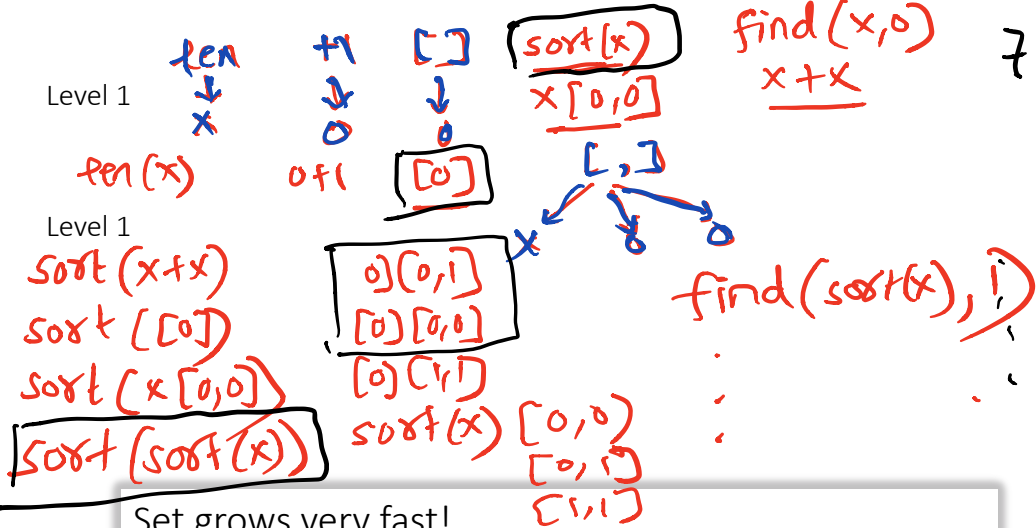 len +1 [ ] sort(x) find(x,0) 7
Level 1 x[0,0] x+x
x 0 0
len(x) 0+1 [0] [ , ]
Level 1
x 0 0
sort(x+x) 0](0,1] find(sort(x),1)
sort([0]) [0][0,0]
sort(x[0,0]) [0](1,1]
sort(sort(x)) sort(x) [0,0)
[0,1]
[1,1]
Set grows very fast!